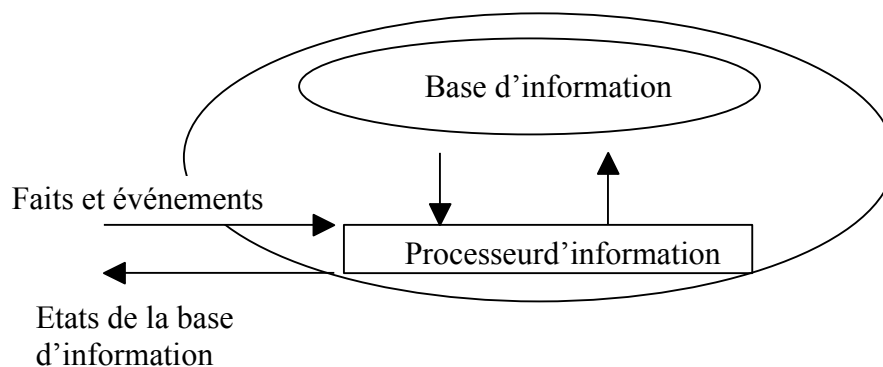 Base d’information
Faits et événements
Processeurd’information
Etats de la base
d’information